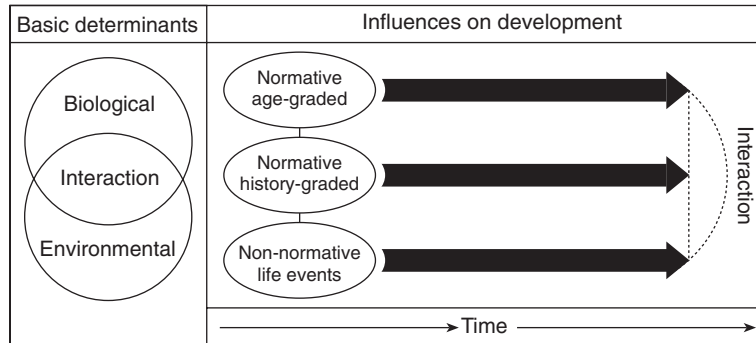 Basic determinants
Influences on development
Biological
Interaction
Environmental
Normative
age-graded
Normative
history-graded
Non-normative
life events
Interaction
Time